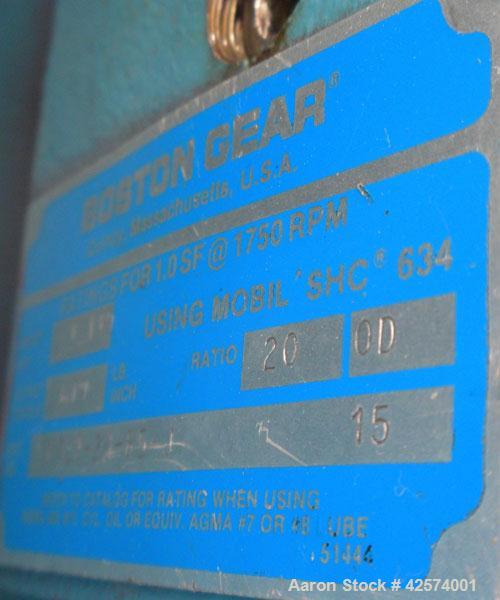 BOSTON GEAR®
Quincy, Massachusetts, U.S.A.
RATINGS FOR 1.0 SF @ 1750 RPM
USING MOBIL SHC® 634
RATIO 20 OD
LB
INCH
15
REFER TO CATALOG FOR RATING WHEN USING
OIL OR EQUIV. AGMA #7 OR #8 LUBE
51444
Aaron Stock # 42574001